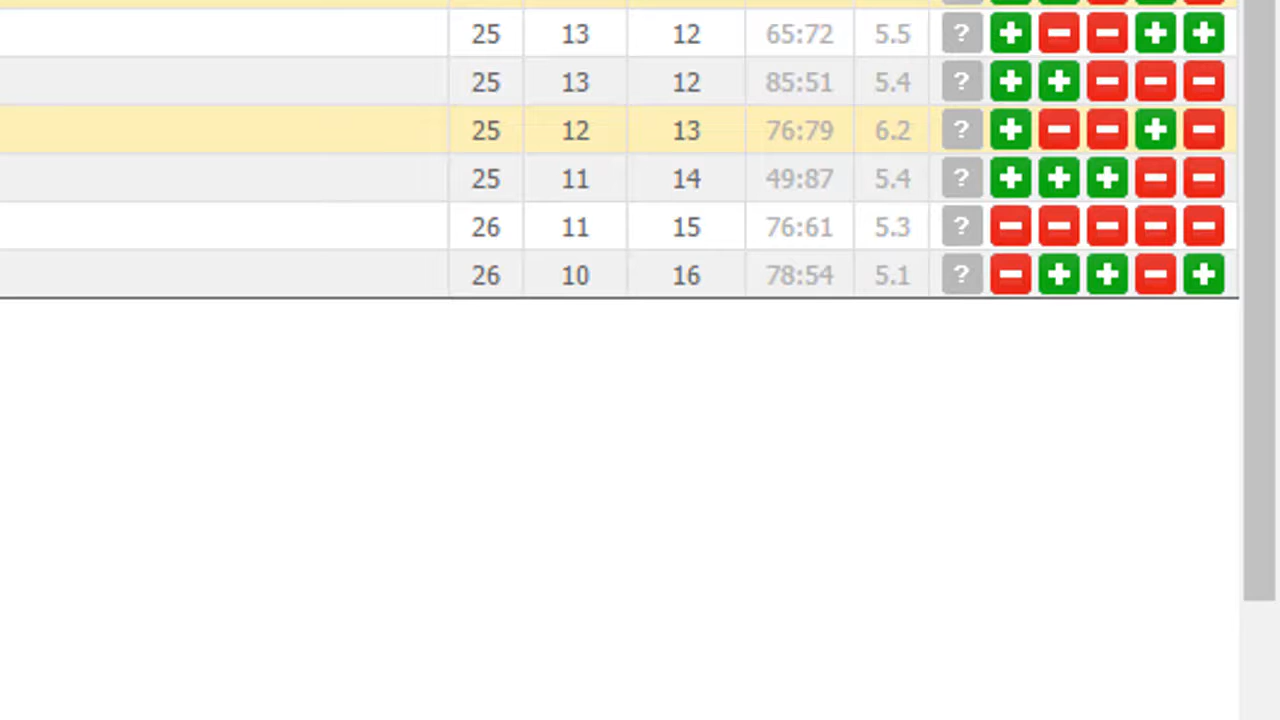 25 13 12 65:72 5.5 ? + - - + +
25 13 12 85:51 5.4 ? + + - - -
25 12 13 76:79 6.2 ? + - - + -
25 11 14 49:87 5.4 ? + + + - -
26 11 15 76:61 5.3 ? - - - - -
26 10 16 78:54 5.1 ? - + + - +